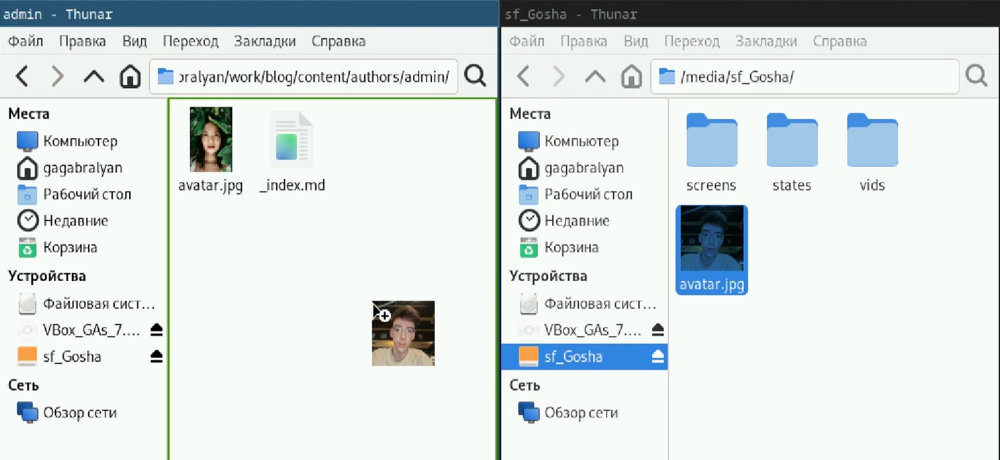 admin - Thunar
Файл Правка Вид Переход Закладки Справка
oralyan/work/blog/content/authors/admin/
Места
Компьютер
gagabralyan
Рабочий стол
Недавние
Корзина
Устройства
Файловая сист...
VBox_GAs_7....
sf_Gosha
Сеть
Обзор сети
avatar.jpg
_index.md
sf_Gosha - Thunar
Файл Правка Вид Переход Закладки Справка
/media/sf_Gosha/
Места
Компьютер
gagabralyan
Рабочий стол
Недавние
Корзина
Устройства
Файловая сист...
VBox_GAs_7....
sf_Gosha
Сеть
Обзор сети
screens
states
vids
avatar.jpg